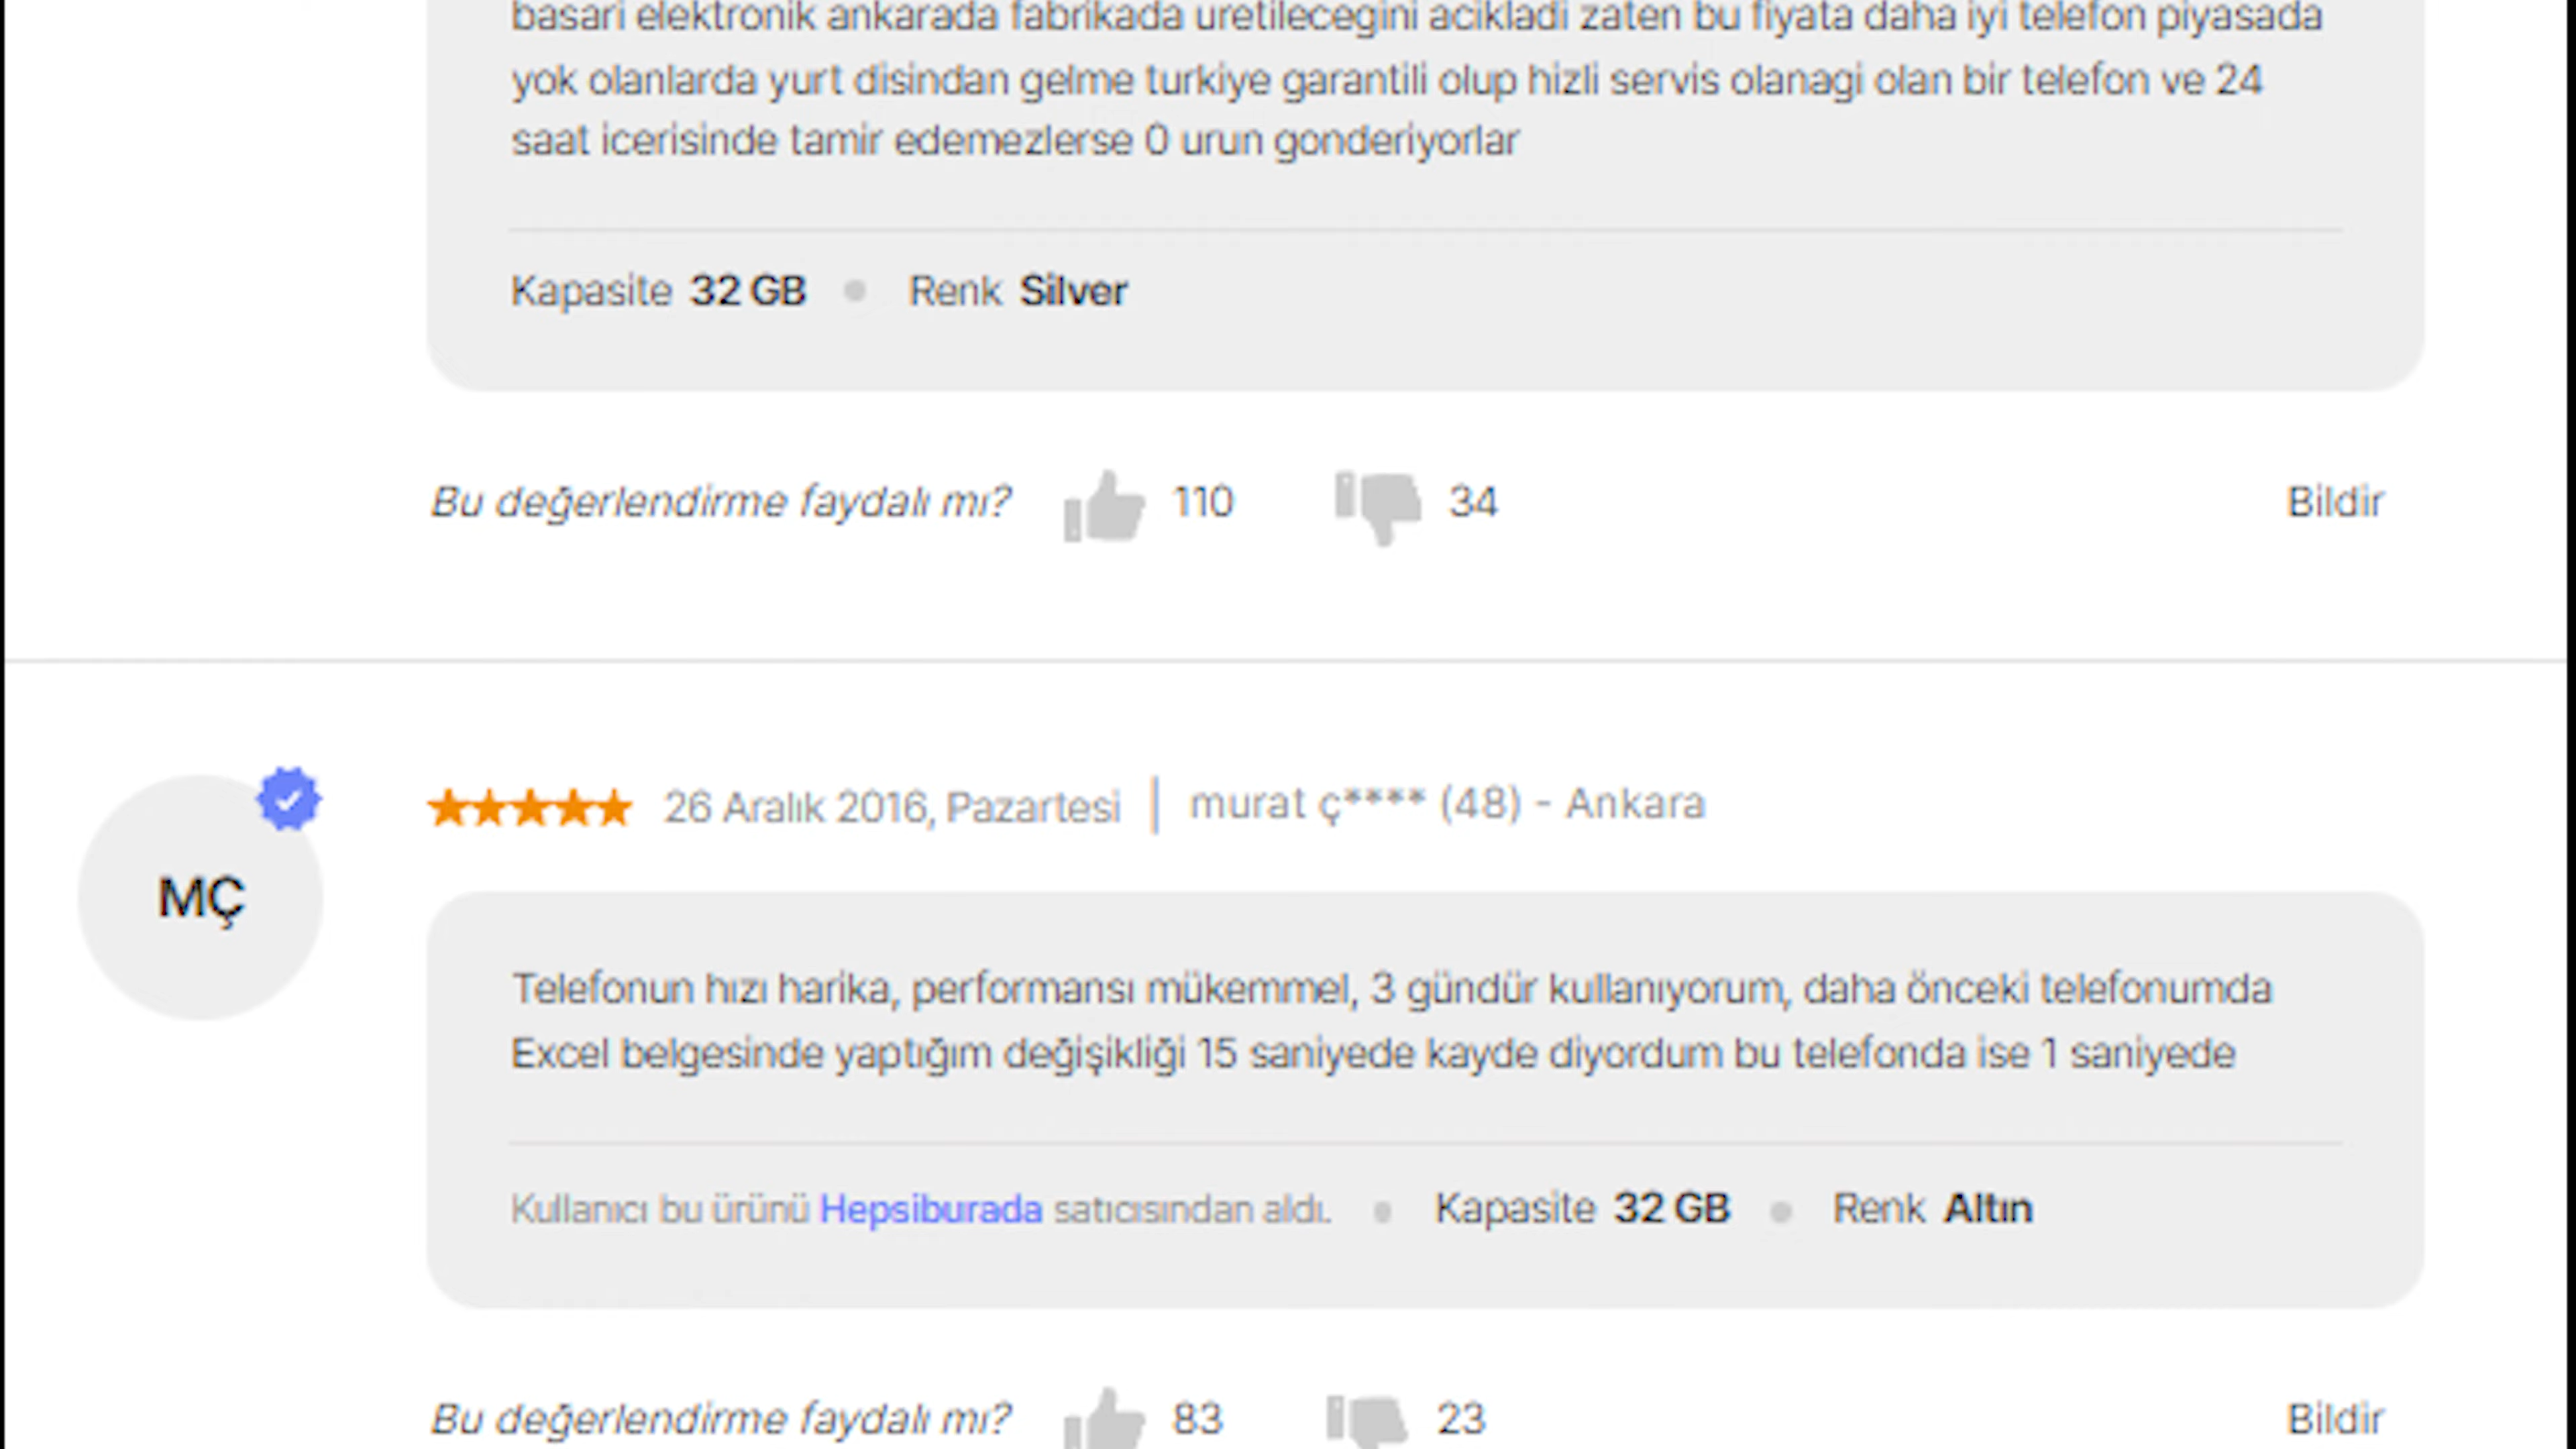 basari elektronik ankarada fabrikada uretilecegini acikladi zaten bu fiyata daha iyi telefon piyasada
yok olanlarda yurt disindan gelme turkiye garantili olup hizli servis olanagi olan bir telefon ve 24
saat icerisinde tamir edemezlerse 0 urun gonderiyorlar
Kapasite 32 GB Renk Silver
Bu değerlendirme faydalı mı? 110 34 Bildir
26 Aralık 2016, Pazartesi | murat ç**** (48) - Ankara
MÇ
Telefonun hızı harika, performansı mükemmel, 3 gündür kullanıyorum, daha önceki telefonumda
Excel belgesinde yaptığım değişikliği 15 saniyede kayde diyordum bu telefonda ise 1 saniyede
Kullanıcı bu ürünü Hepsiburada satıcısından aldı. Kapasite 32 GB Renk Altın
Bu değerlendirme faydalı mı? 83 23 Bildir